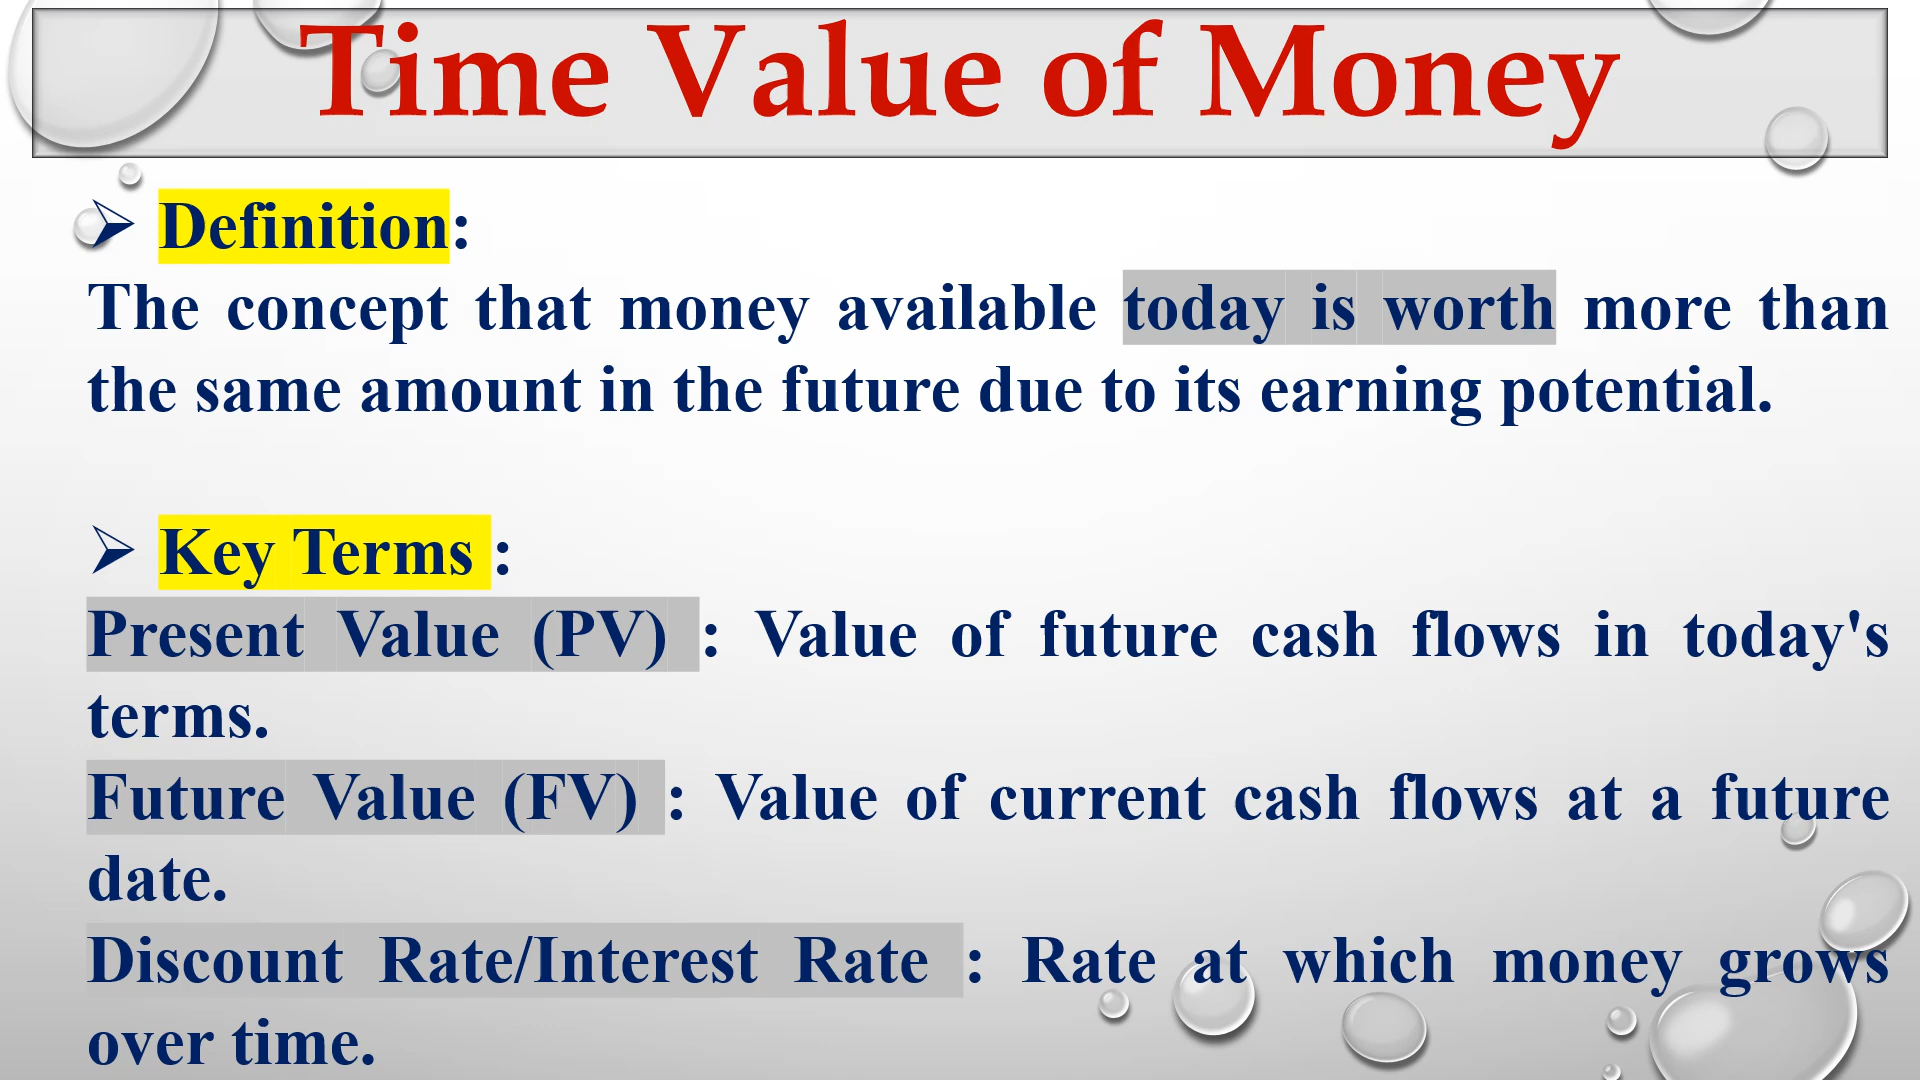 Time Value of Money
Definition:
The concept that money available today is worth more than
the same amount in the future due to its earning potential.
Key Terms :
Present Value (PV) : Value of future cash flows in today's
terms.
Future Value (FV) : Value of current cash flows at a future
date.
Discount Rate/Interest Rate : Rate at which money grows
over time.